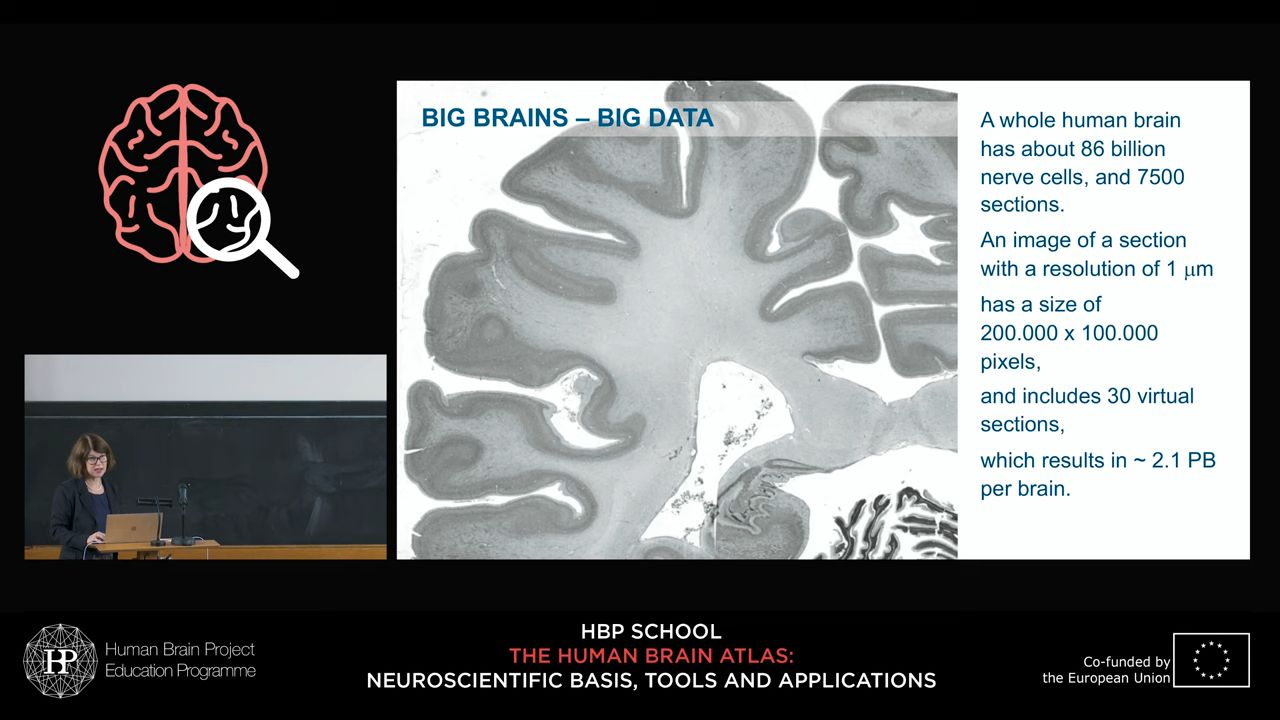 BIG BRAINS – BIG DATA
A whole human brain
has about 86 billion
nerve cells, and 7500
sections.
An image of a section
with a resolution of 1 µm
has a size of
200.000 x 100.000
pixels,
and includes 30 virtual
sections,
which results in ~ 2.1 PB
per brain.
HP
Human Brain Project
Education Programme
HBP SCHOOL
THE HUMAN BRAIN ATLAS:
NEUROSCIENTIFIC BASIS, TOOLS AND APPLICATIONS
Co-funded by
the European Union